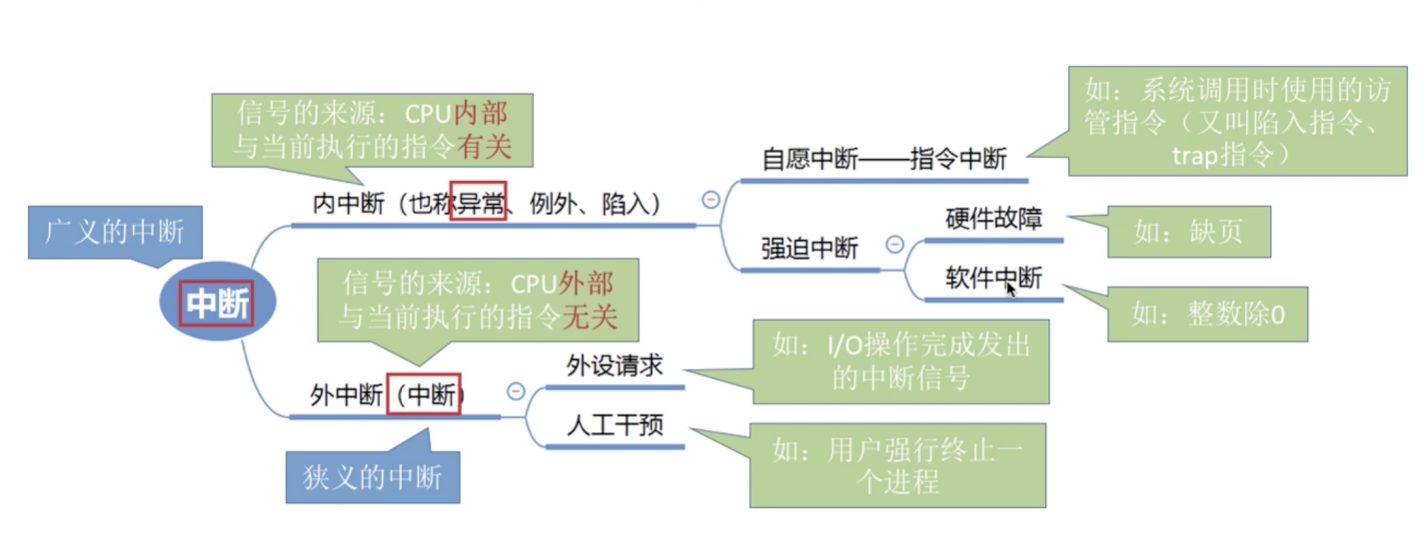 如：系统调用时使用的访
管指令（又叫陷入指令、
trap指令）
信号的来源：CPU内部
与当前执行的指令有关
自愿中断——指令中断
内中断（也称异常、例外、陷入）
硬件故障
如：缺页
广义的中断
强迫中断
信号的来源：CPU外部
与当前执行的指令无关
软件中断
如：整数除0
中断
如：I/O操作完成发出
的中断信号
外设请求
外中断（中断）
人工干预
如：用户强行终止一
个进程
狭义的中断